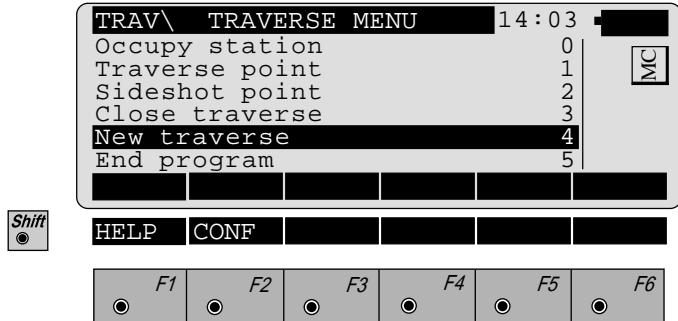 TRAV\ TRAVERSE MENU 14:03
Occupy station 0
Traverse point 1
Sideshot point 2
Close traverse 3
New traverse 4
End program 5
MC
Shift
HELP CONF
F1 F2 F3 F4 F5 F6